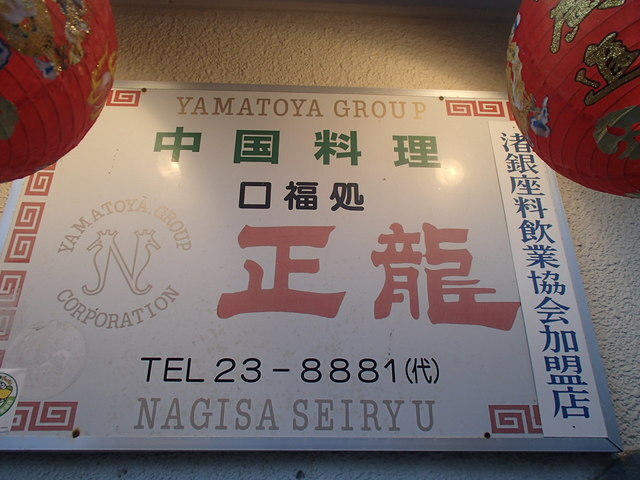 YAMATOYA GROUP
中国料理
口福処
正龍
YAMATOYA GROUP
N
CORPORATION
TEL 23-8881(代)
NAGISA SEIRYU
渚銀座料飲業協会加盟店